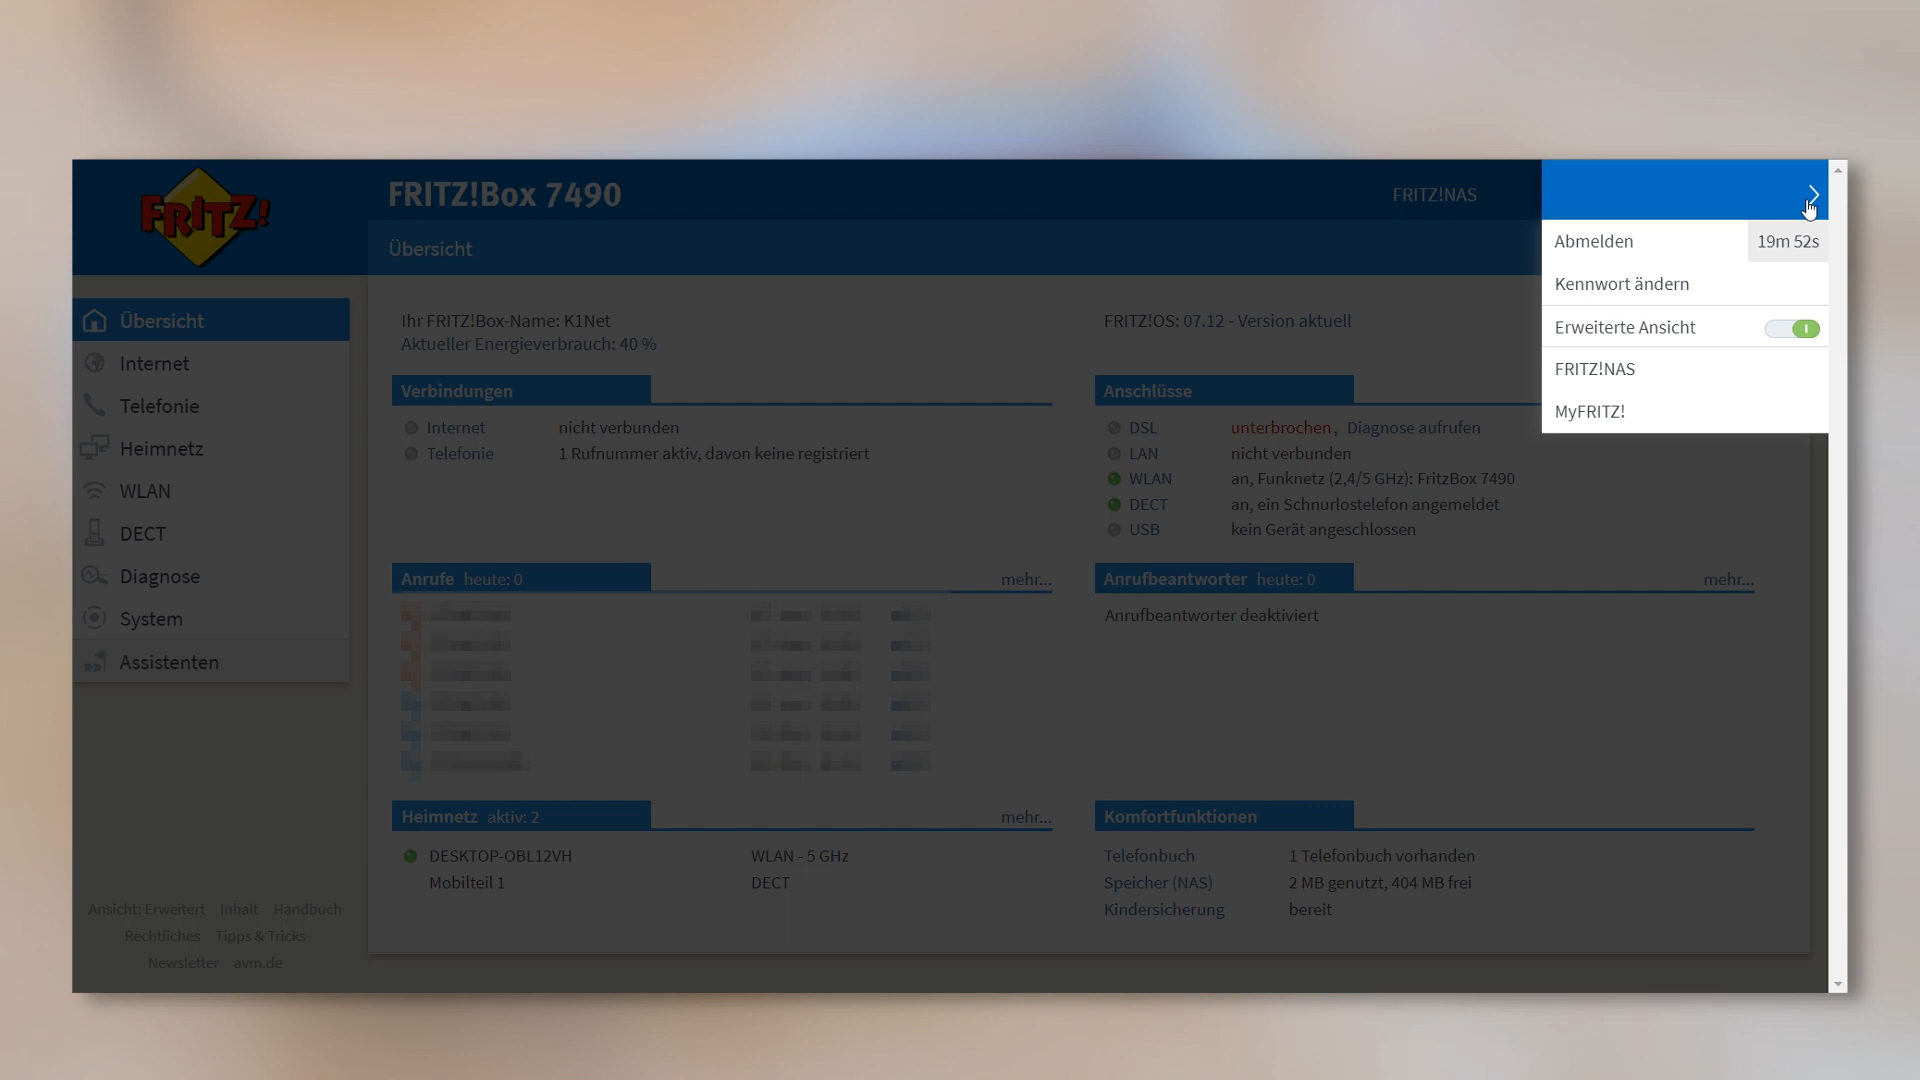 FRITZ!
FRITZ!Box 7490
FRITZ!NAS
Übersicht
Abmelden 19m 52s
Kennwort ändern
Erweiterte Ansicht
FRITZ!NAS
MyFRITZ!
Übersicht
Internet
Telefonie
Heimnetz
WLAN
DECT
Diagnose
System
Assistenten
Ansicht: Erweitert Inhalt Handbuch
Rechtliches Tipps & Tricks
Newsletter avm.de
Ihr FRITZ!Box-Name: K1Net
Aktueller Energieverbrauch: 40 %
FRITZ!OS: 07.12 - Version aktuell
Verbindungen
Internet nicht verbunden
Telefonie 1 Rufnummer aktiv, davon keine registriert
Anschlüsse
DSL unterbrochen, Diagnose aufrufen
LAN nicht verbunden
WLAN an, Funknetz (2,4/5 GHz): FritzBox 7490
DECT an, ein Schnurlostelefon angemeldet
USB kein Gerät angeschlossen
Anrufe heute: 0 mehr...
Anrufbeantworter heute: 0 mehr...
Anrufbeantworter deaktiviert
Heimnetz aktiv: 2 mehr...
DESKTOP-OBL12VH WLAN - 5 GHz
Mobilteil 1 DECT
Komfortfunktionen
Telefonbuch 1 Telefonbuch vorhanden
Speicher (NAS) 2 MB genutzt, 404 MB frei
Kindersicherung bereit